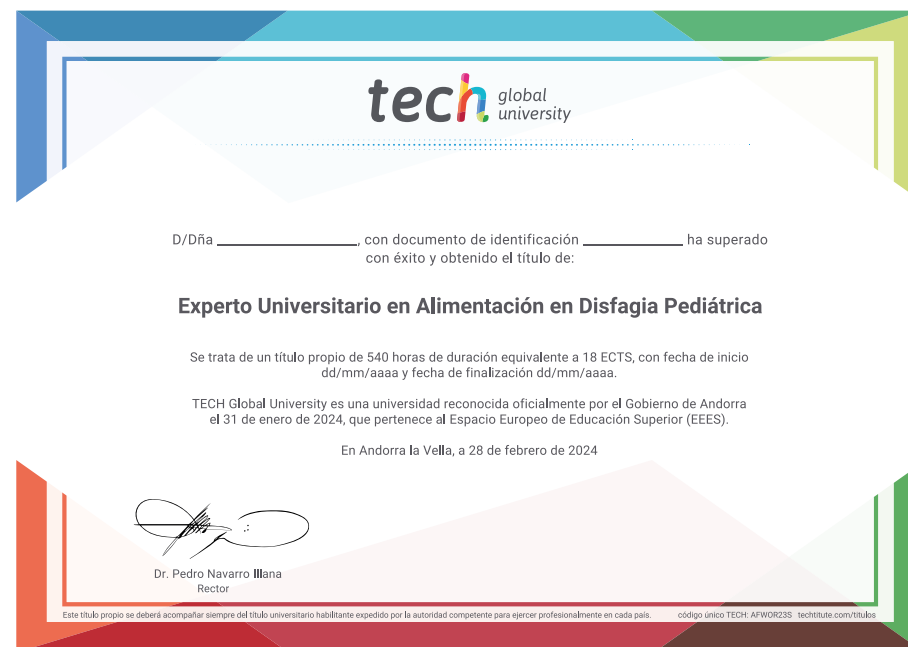 tech global university
D/Dña ____________, con documento de identificación ____________ ha superado
con éxito y obtenido el título de:
Experto Universitario en Alimentación en Disfagia Pediátrica
Se trata de un título propio de 540 horas de duración equivalente a 18 ECTS, con fecha de inicio
dd/mm/aaaa y fecha de finalización dd/mm/aaaa.
TECH Global University es una universidad reconocida oficialmente por el Gobierno de Andorra
el 31 de enero de 2024, que pertenece al Espacio Europeo de Educación Superior (EEES).
En Andorra la Vella, a 28 de febrero de 2024
Dr. Pedro Navarro Illana
Rector
Este título propio se deberá acompañar siempre del título universitario habilitante expedido por la autoridad competente para ejercer profesionalmente en cada país. código único TECH: AFWOR23S techtitute.com/titulos